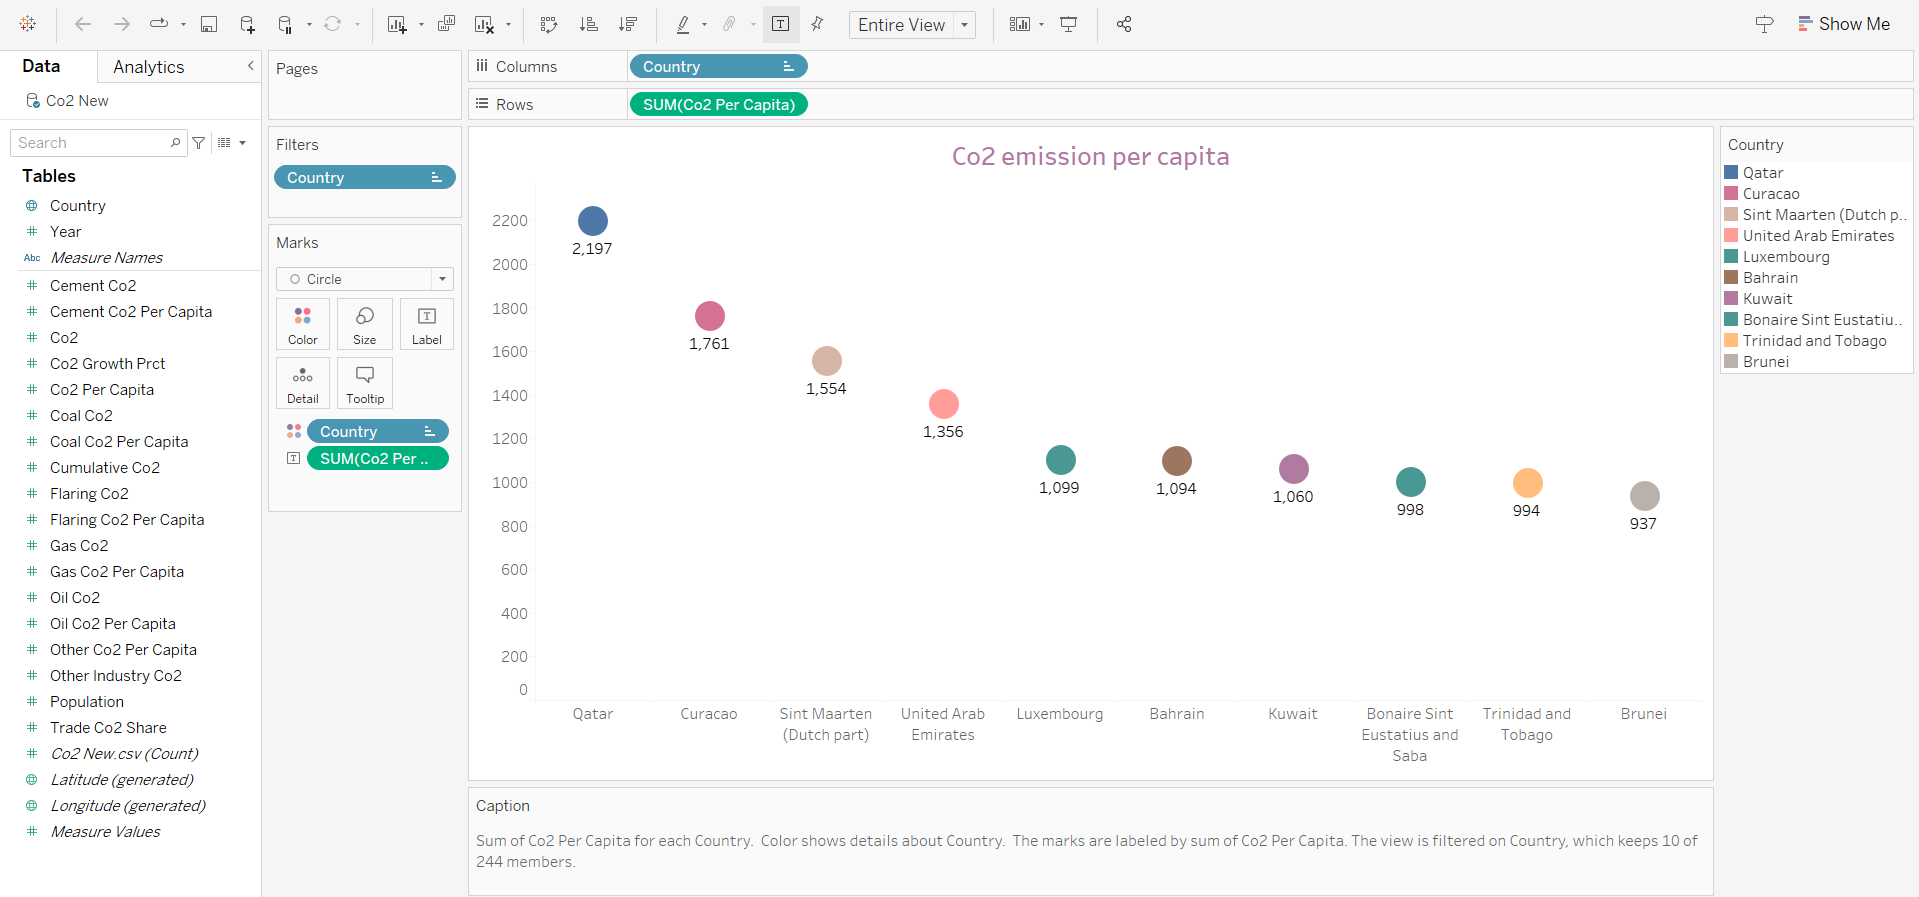 Entire View
Show Me
Data
Analytics
Co2 New
Search
Tables
Country
Year
Abc Measure Names
Cement Co2
Cement Co2 Per Capita
Co2
Co2 Growth Prct
Co2 Per Capita
Coal Co2
Coal Co2 Per Capita
Cumulative Co2
Flaring Co2
Flaring Co2 Per Capita
Gas Co2
Gas Co2 Per Capita
Oil Co2
Oil Co2 Per Capita
Other Co2 Per Capita
Other Industry Co2
Population
Trade Co2 Share
Co2 New.csv (Count)
Latitude (generated)
Longitude (generated)
Measure Values
Pages
Filters
Country
Marks
Circle
Color
Size
Label
Detail
Tooltip
Country
SUM(Co2 Per ..
Columns
Country
Rows
SUM(Co2 Per Capita)
Co2 emission per capita
2200
2000
1800
1600
1400
1200
1000
800
600
400
200
0
2,197
1,761
1,554
1,356
1,099
1,094
1,060
998
994
937
Qatar
Curacao
Sint Maarten
(Dutch part)
United Arab
Emirates
Luxembourg
Bahrain
Kuwait
Bonaire Sint
Eustatius and
Saba
Trinidad and
Tobago
Brunei
Caption
Sum of Co2 Per Capita for each Country.  Color shows details about Country.  The marks are labeled by sum of Co2 Per Capita. The view is filtered on Country, which keeps 10 of
244 members.
Country
Qatar
Curacao
Sint Maarten (Dutch p..
United Arab Emirates
Luxembourg
Bahrain
Kuwait
Bonaire Sint Eustatiu..
Trinidad and Tobago
Brunei